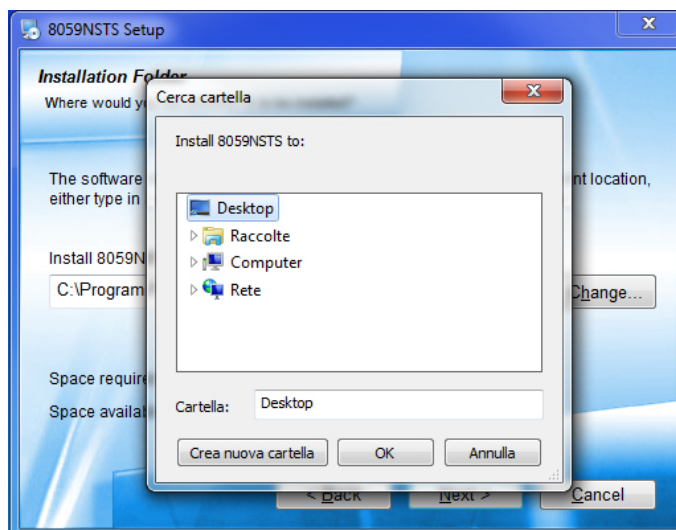 8059NSTS Setup
Installation Folder
Where would yo
Cerca cartella
Install 8059NSTS to:
The software
nt location,
either type in
Desktop
Raccolte
Computer
Rete
Install 8059N
C:\Program
Change...
Space require
Space availab
Cartella:
Desktop
Crea nuova cartella
OK
Annulla
< Back
Next >
Cancel